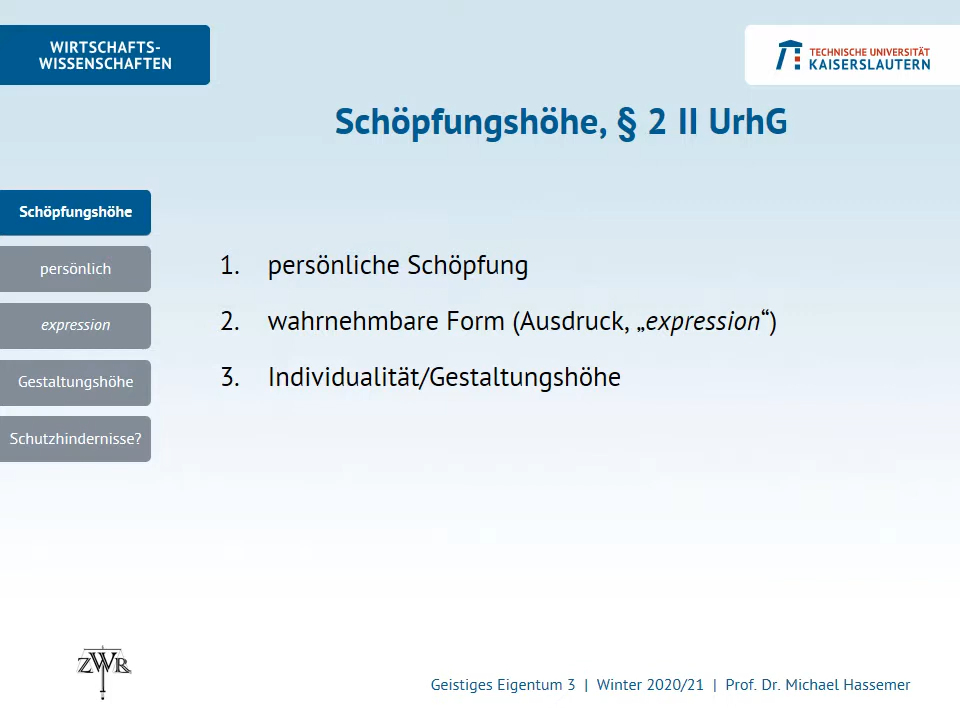 WIRTSCHAFTS-
WISSENSCHAFTEN
TECHNISCHE UNIVERSITÄT
KAISERSLAUTERN
Schöpfungshöhe, § 2 II UrhG
Schöpfungshöhe
persönlich
expression
Gestaltungshöhe
Schutzhindernisse?
1. persönliche Schöpfung
2. wahrnehmbare Form (Ausdruck, „expression“)
3. Individualität/Gestaltungshöhe
ZWR
Geistiges Eigentum 3 | Winter 2020/21 | Prof. Dr. Michael Hassemer